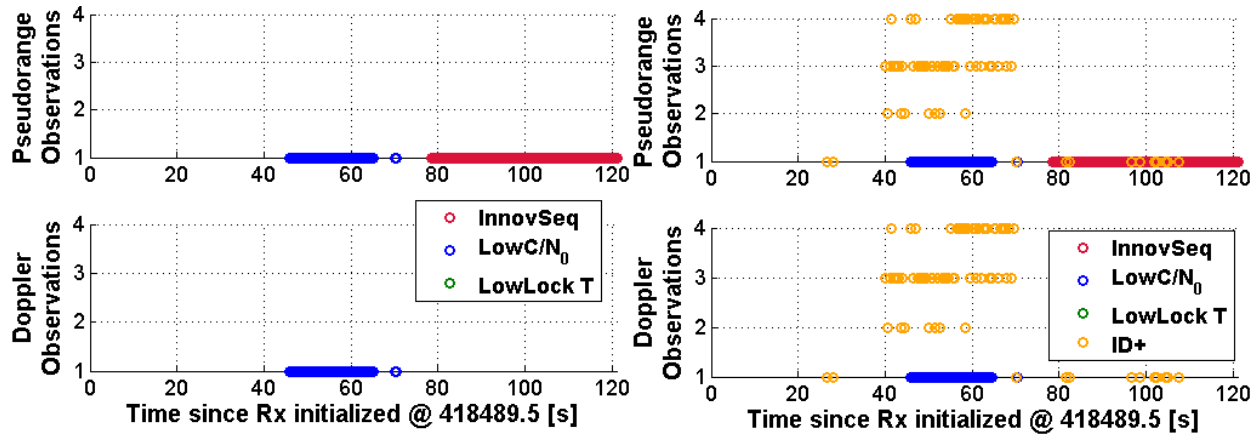 Pseudorange
Observations
4
3
2
1
0 20 40 60 80 100 120
Doppler
Observations
4
3
2
1
0 20 40 60 80 100 120
Time since Rx initialized @ 418489.5 [s]
InnovSeq
LowC/N0
LowLock T
Pseudorange
Observations
4
3
2
1
0 20 40 60 80 100 120
Doppler
Observations
4
3
2
1
0 20 40 60 80 100 120
Time since Rx initialized @ 418489.5 [s]
InnovSeq
LowC/N0
LowLock T
ID+